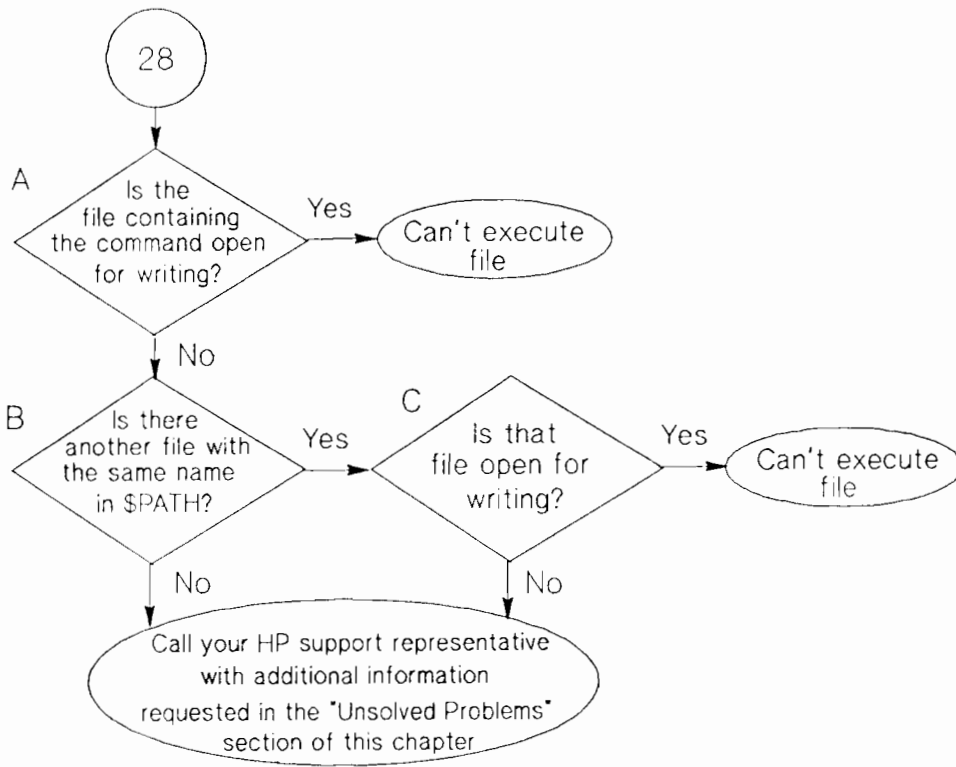 28
A
Is the
file containing
the command open
for writing?
Yes
Can't execute
file
No
B
Is there
another file with
the same name
in $PATH?
Yes
C
Is that
file open for
writing?
Yes
Can't execute
file
No
No
Call your HP support representative
with additional information
requested in the "Unsolved Problems"
section of this chapter